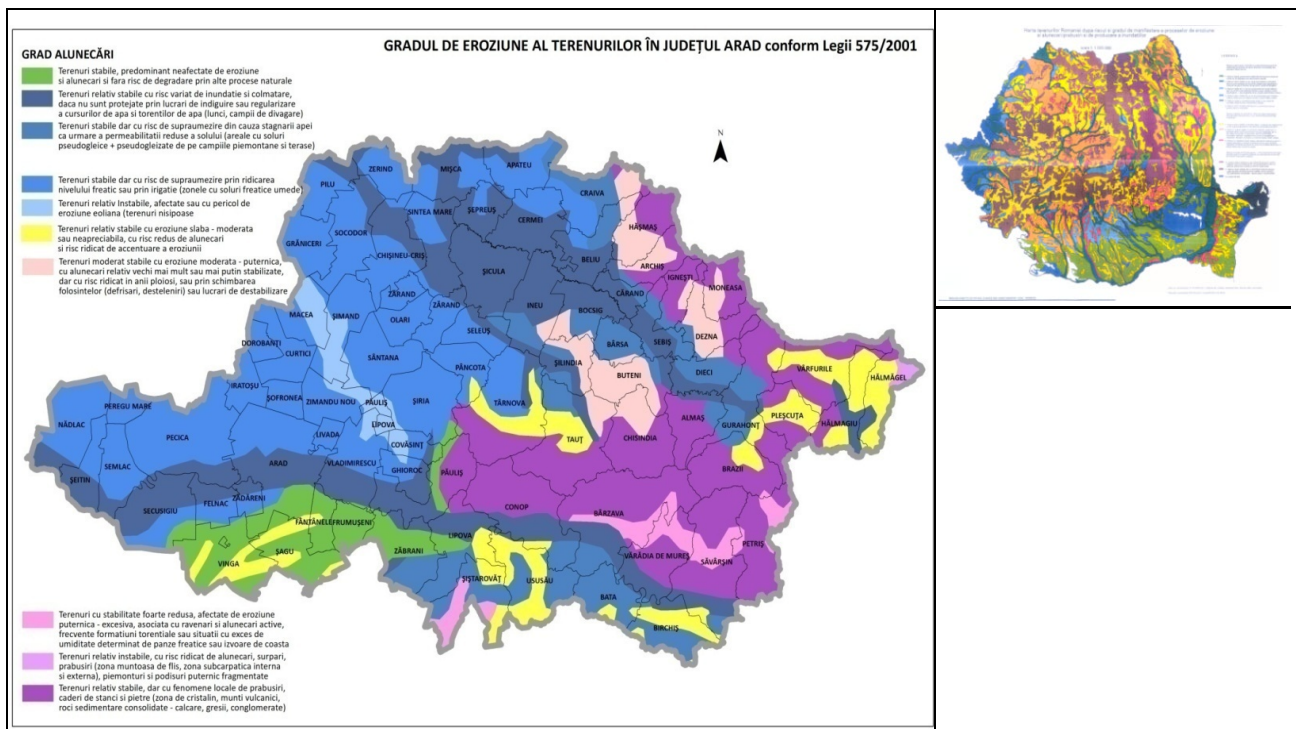 GRADUL DE EROZIUNE AL TERENURILOR ÎN JUDEȚUL ARAD conform Legii 575/2001
GRAD ALUNECĂRI
Terenuri stabile, predominant neafectate de eroziune
si alunecari si fara risc de degradare prin alte procese naturale
Terenuri relativ stabile cu risc variat de inundatie si colmatare,
daca nu sunt protejate prin lucrari de indiguire sau regularizare
a cursurilor de apa si torentilor de apa (lunci, campii de divagare)
Terenuri stabile dar cu risc de supraumezire din cauza stagnarii apei
ca urmare a permeabilitatii reduse a solului (areale cu soluri
pseudogleice + pseudogleizate de pe campiile piemontane si terase)
Terenuri stabile dar cu risc de supraumezire prin ridicarea
nivelului freatic sau prin irigatie (zonele cu soluri freatice umede)
Terenuri relativ Instabile, afectate sau cu pericol de
eroziune eoliana (terenuri nisipoase
Terenuri relativ stabile cu eroziune slaba - moderata
sau neapreciabila, cu risc redus de alunecari
si risc ridicat de accentuare a eroziunii
Terenuri moderat stabile cu eroziune moderata - puternica,
cu alunecari relativ vechi mai mult sau mai putin stabilizate,
dar cu risc ridicat in anii ploiosi, sau prin schimbarea
folosintelor (defrisari, desteleniri) sau lucrari de destabilizare
N
ZERIND
MIȘCA
APATEU
PILU
CRAIVA
SINTEA MARE
ȘEPREUȘ
CERMEI
HĂȘMAȘ
SOCODOR
GRĂNICERI
CHIȘINEU-CRIȘ
BELIU
ARCHIȘ
ȘICULA
IGNEȘTI
MONEASA
ZĂRAND
ZĂRAND
CĂRAND
INEU
BOCSIG
MACEA
ȘIMAND
OLARI
SELEUȘ
DEZNA
DOROBANȚI
BÂRSA
SEBIȘ
CURTICI
SÂNTANA
ȘILINDIA
PÂNCOTA
BUTENI
DIECI
VÂRFURILE
HĂLMĂGEL
IRATOȘU
ȘOFRONEA
ZIMANDU NOU
PĂULIȘ
ȘIRIA
TÂRNOVA
PEREGU MARE
NĂDLAC
ALMAȘ
PLEȘCUȚA
LIPOVA
GURAHONȚ
HĂLMAGIU
PECICA
LIVADA
COVĂSINȚ
TAUȚ
CHISINDIA
SEMLAC
ARAD
VLADIMIRESCU
GHIOROC
PĂULIȘ
BRAZII
ȘEITIN
FELNAC
ZĂDĂRENI
SECUSIGIU
CONOP
BÂRZAVA
FÂNTÂNELE
FRUMUȘENI
LIPOVA
PETRIȘ
ZĂBRANI
VĂRĂDIA DE MUREȘ
SĂVÂRȘIN
ȘAGU
VINGA
ȘIȘTAROVĂȚ
USUSĂU
BATA
BIRCHIȘ
Terenuri cu stabilitate foarte redusa, afectate de eroziune
puternica - excesiva, asociata cu ravenari si alunecari active,
frecvente formatiuni torentiale sau situatii cu exces de
umiditate determinat de panze freatice sau izvoare de coasta
Terenuri relativ instabile, cu risc ridicat de alunecari, surpari,
prabusiri (zona muntoasa de flis, zona subcarpatica interna
si externa), piemonturi si podisuri puternic fragmentate
Terenuri relativ stabile, dar cu fenomene locale de prabusiri,
caderi de stanci si pietre (zona de cristalin, munti vulcanici,
roci sedimentare consolidate - calcare, gresii, conglomerate)